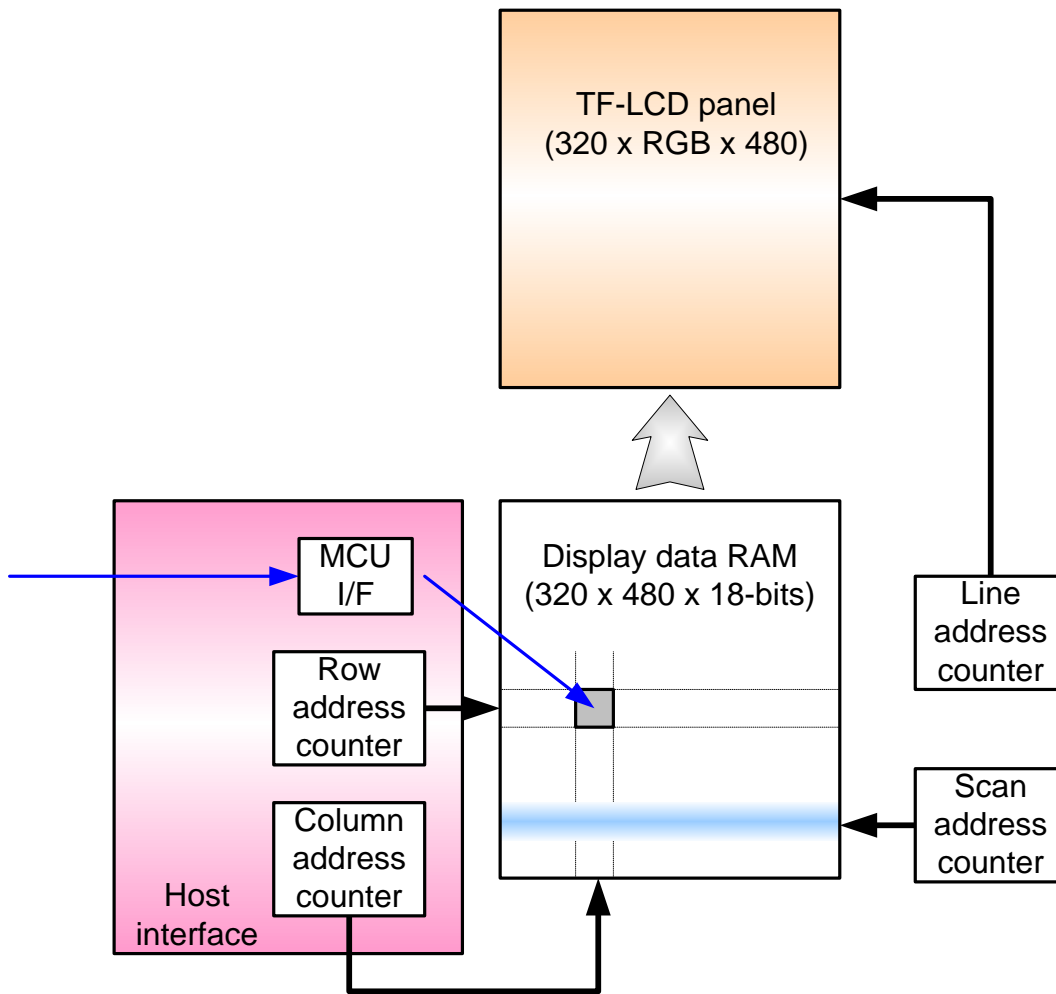 TF-LCD panel
(320 x RGB x 480)
MCU
I/F
Display data RAM
(320 x 480 x 18-bits)
Line
address
counter
Row
address
counter
Scan
address
counter
Column
address
counter
Host
interface